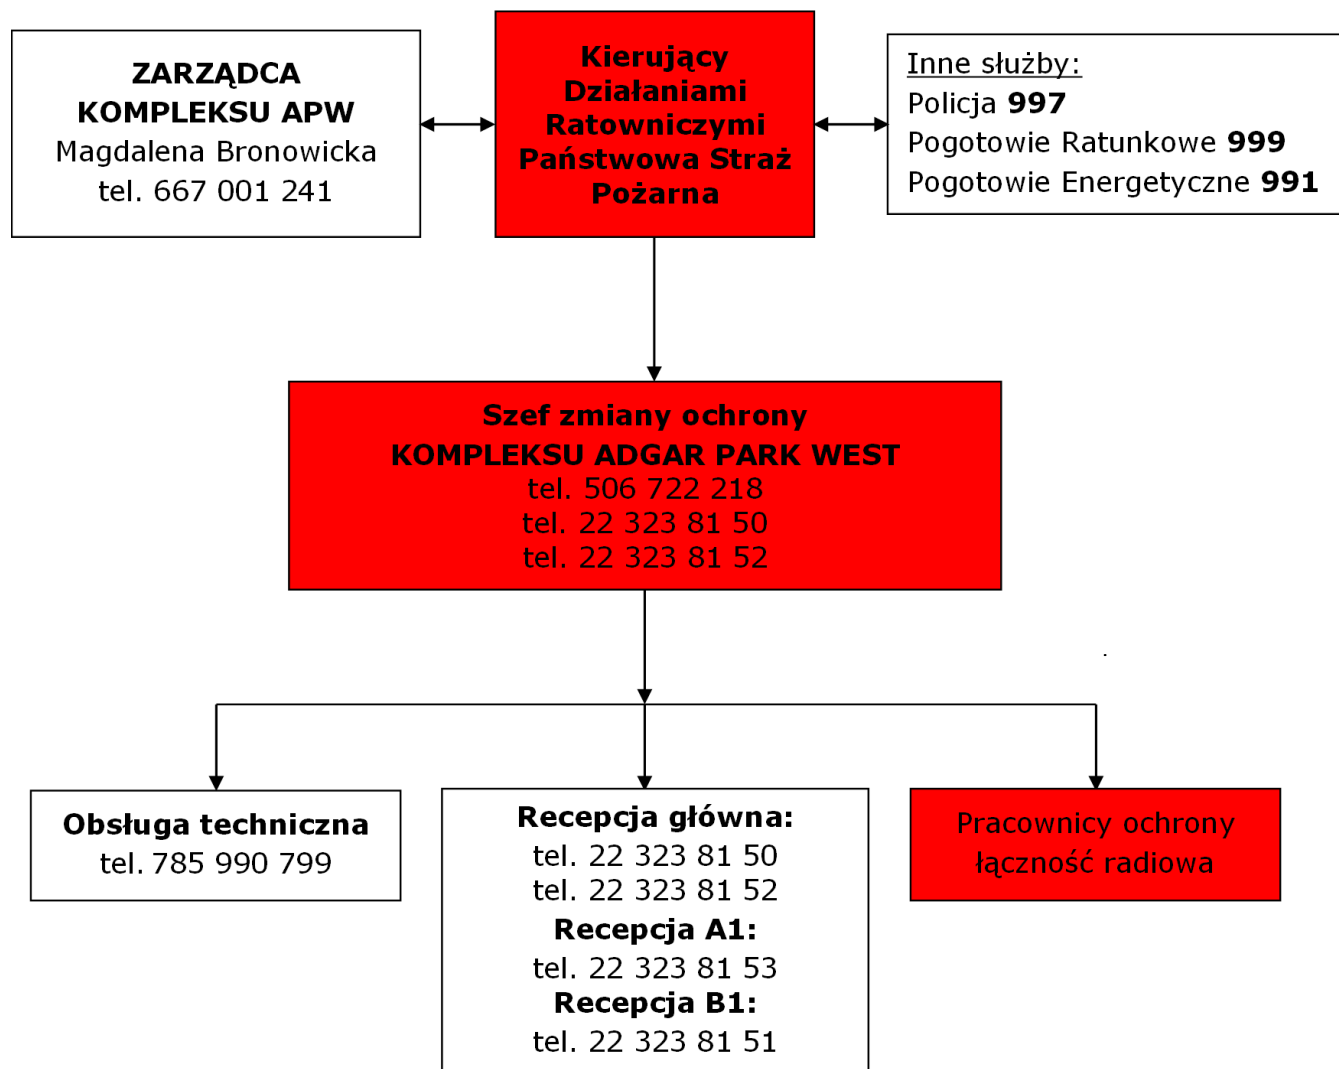 ZARZĄDCA
KOMPLEKSU APW
Magdalena Bronowicka
tel. 667 001 241
Kierujący
Działaniami
Ratowniczymi
Państwowa Straż
Pożarna
Inne służby:
Policja 997
Pogotowie Ratunkowe 999
Pogotowie Energetyczne 991
Szef zmiany ochrony
KOMPLEKSU ADGAR PARK WEST
tel. 506 722 218
tel. 22 323 81 50
tel. 22 323 81 52
Obsługa techniczna
tel. 785 990 799
Recepcja główna:
tel. 22 323 81 50
tel. 22 323 81 52
Recepcja A1:
tel. 22 323 81 53
Recepcja B1:
tel. 22 323 81 51
Pracownicy ochrony
łączność radiowa